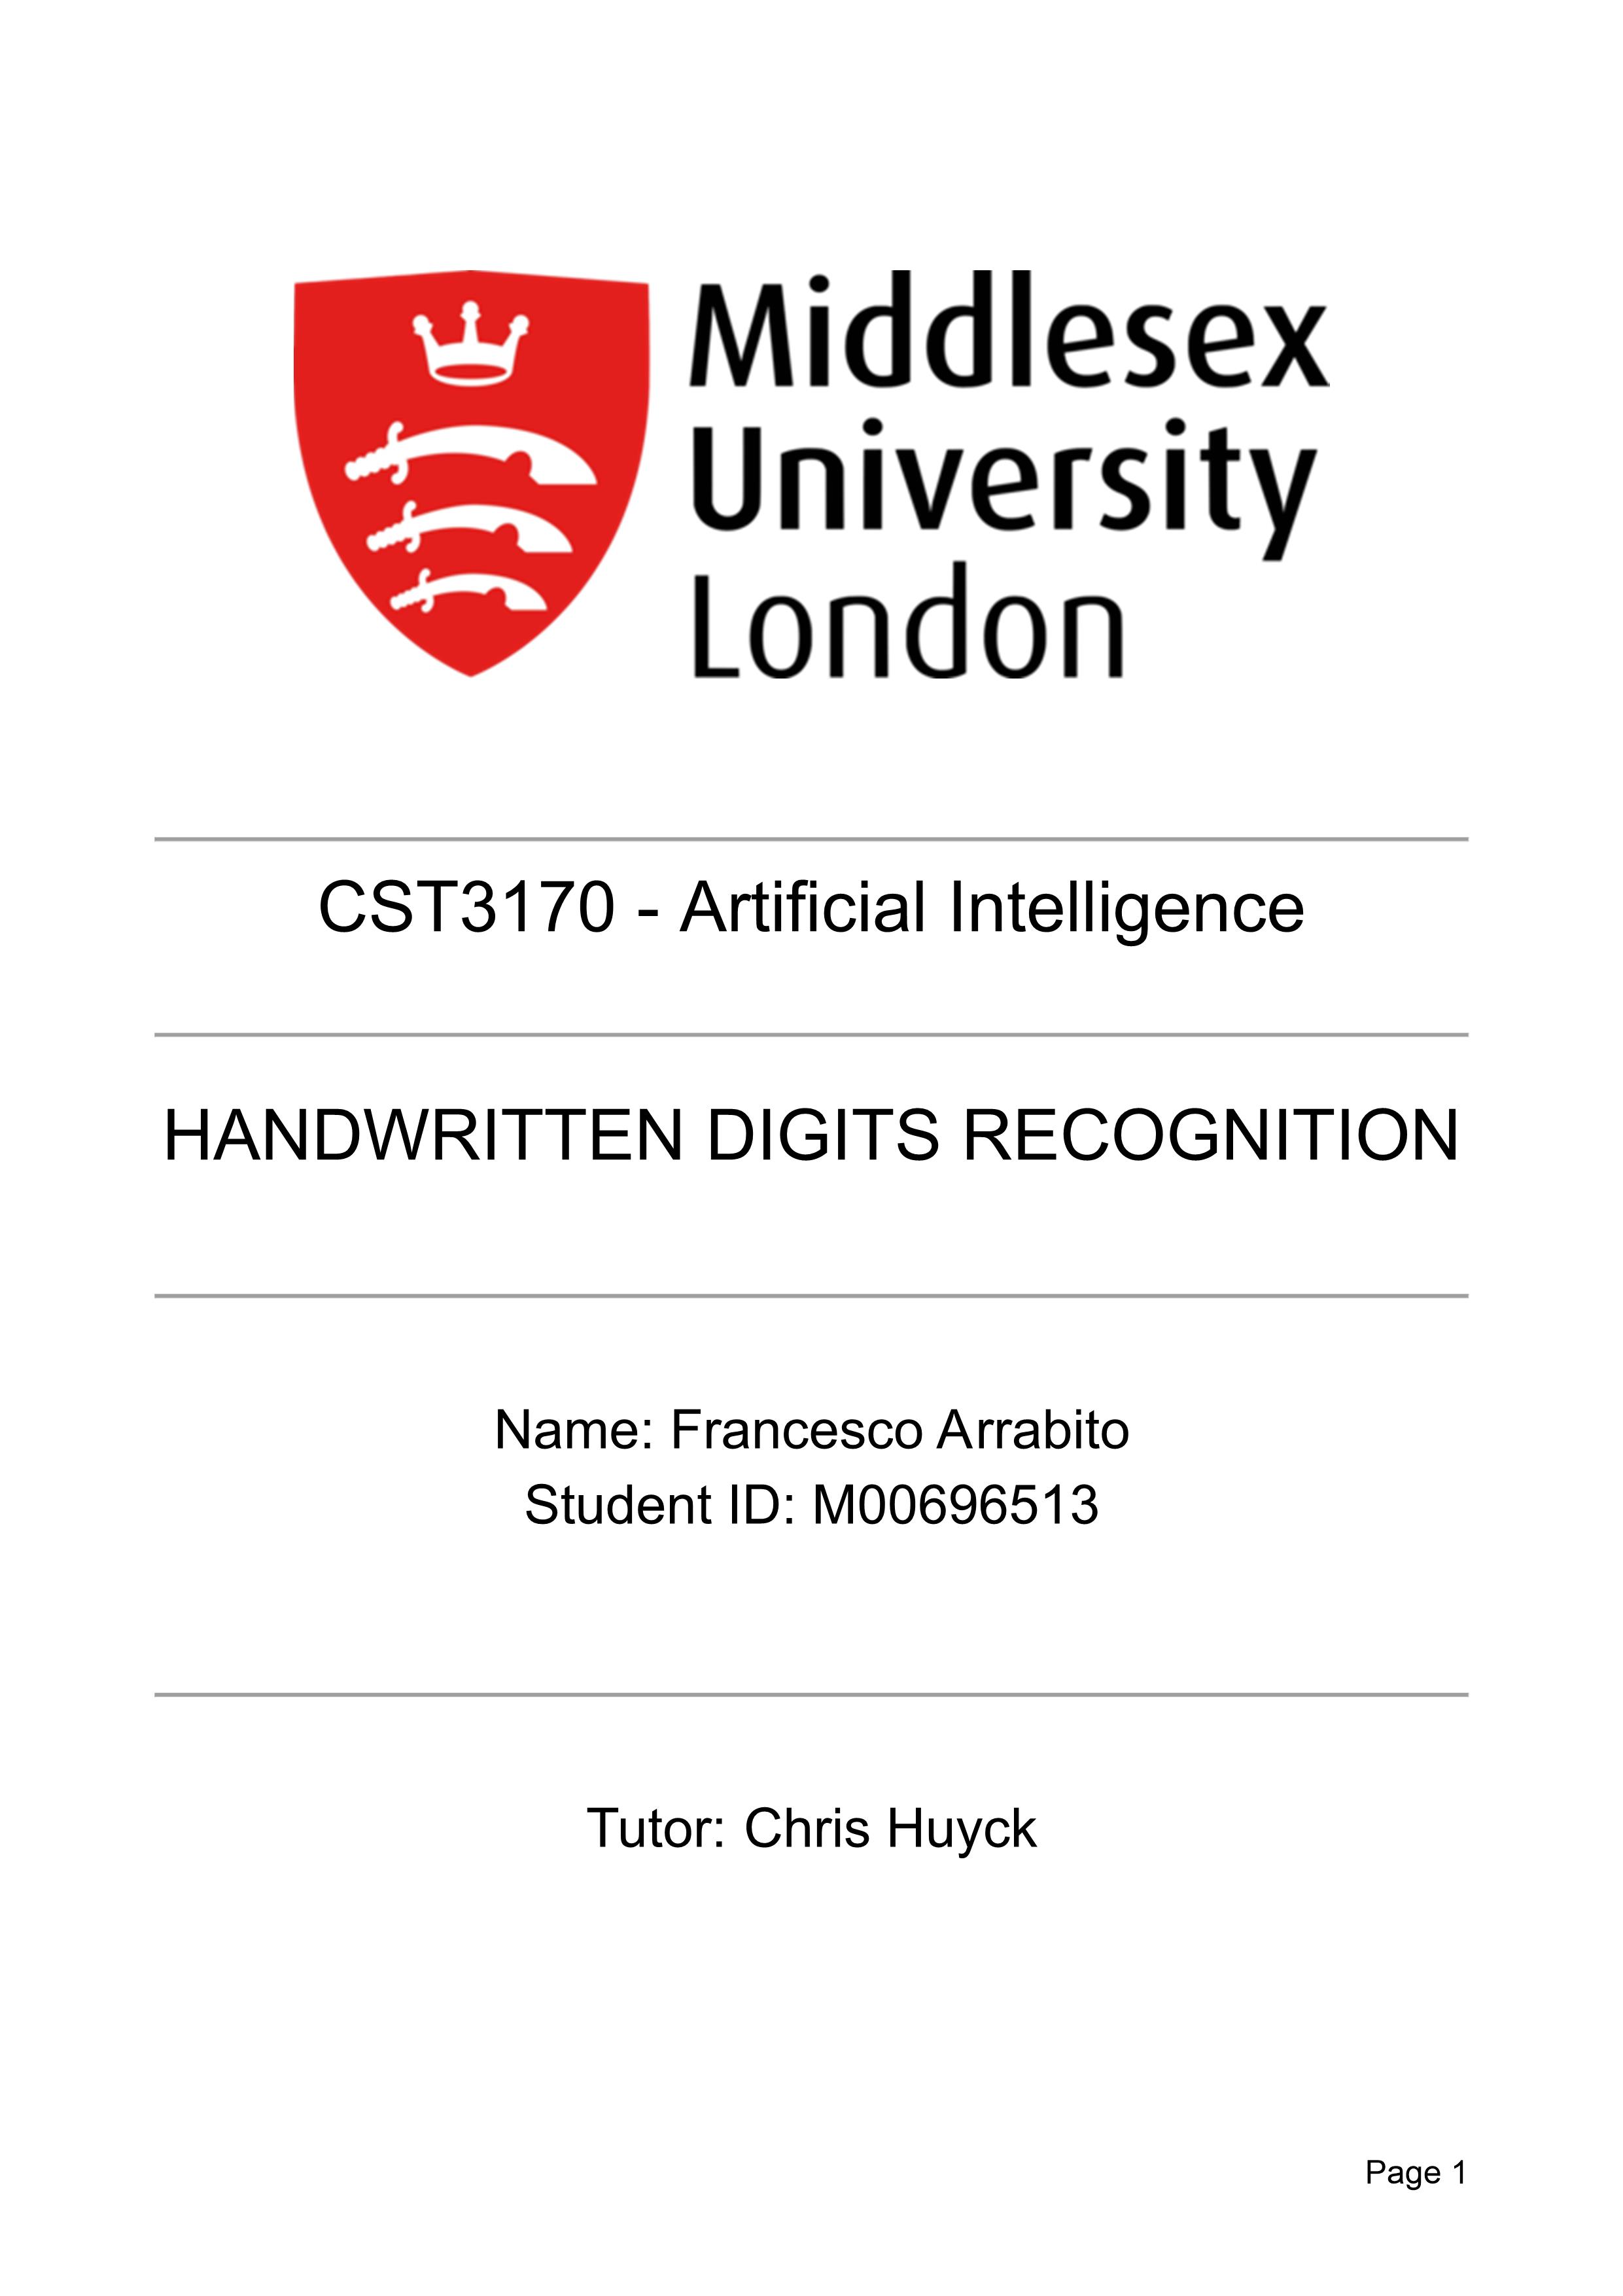 Middlesex
University
London
CST3170 - Artificial Intelligence
HANDWRITTEN DIGITS RECOGNITION
Name: Francesco Arrabito
Student ID: M00696513
Tutor: Chris Huyck
Page 1